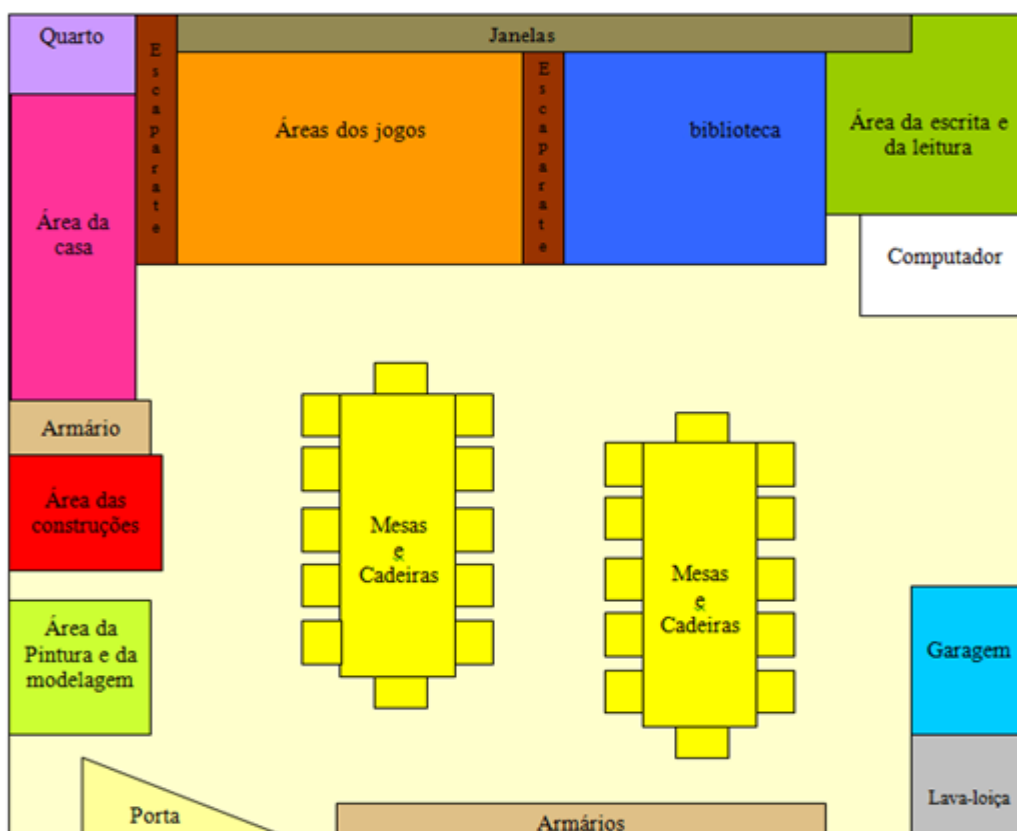 Quarto
Escaparate
Janelas
Áreas dos jogos
Escaparate
biblioteca
Área da escrita e
da leitura
Computador
Área da
casa
Armário
Área das
construções
Mesas
e
Cadeiras
Mesas
e
Cadeiras
Área da
Pintura e da
modelagem
Garagem
Lava-loiça
Porta
Armários